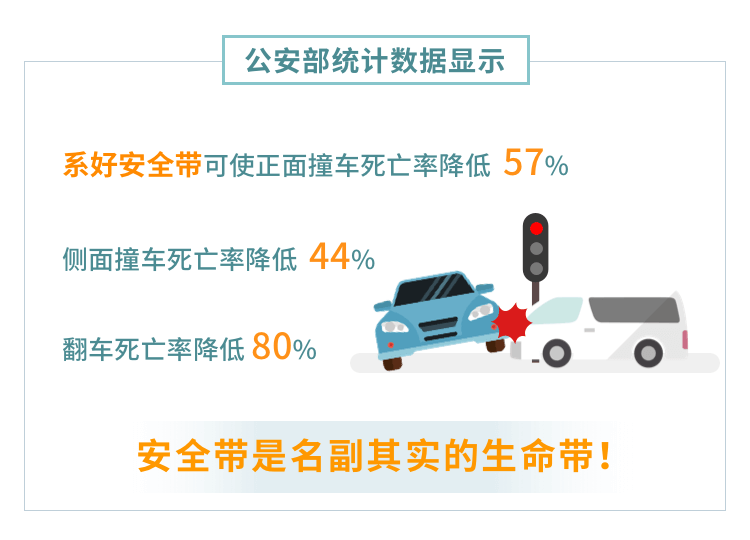 公安部统计数据显示
系好安全带可使正面撞车死亡率降低 57%
侧面撞车死亡率降低 44%
翻车死亡率降低 80%
安全带是名副其实的生命带！